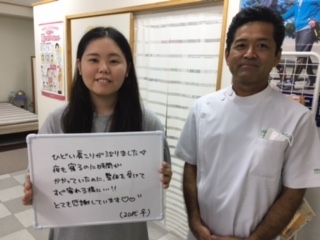 ひどい肩こりがなおりました♡
夜も寝るのに時間が
かかっていたのに、整体を受けて
すぐ寝れる様に…!!
とても感謝しています♡♡"
(20代 子)